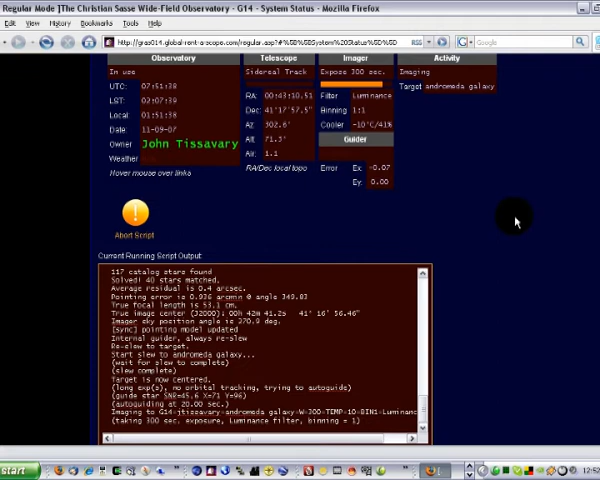 Regular Mode ]The Christian Sasse Wide-Field Observatory - G14 - System Status - Mozilla Firefox
Edit View History Bookmarks Tools Help
http://gras014.global-rent-a-scope.com/regular.asp?#%5B%5BSystem%20Status%5D%5D
RSS
Google
Observatory Telescope Imager Activity
In use Sidereal Track Expose 300 sec. Imaging
UTC: 07:51:38
LST: 02:07:39
Local: 01:51:38
Date: 11-09-07
Owner John Tissavary
Weather
RA: 00:43:10.51
Dec: 41°17'57.5"
Az: 302.6°
Alt: 71.3°
Air: 1.1
Filter Luminance
Binning 1:1
Cooler -10°C/41%
Guider
Error Ex: -0.07
Ey: 0.00
Target andromeda galaxy
Hover mouse over links
RA/Dec local topo
Abort Script
Current Running Script Output:
117 catalog stars found
Solved! 40 stars matched.
Average residual is 0.4 arcsec.
Pointing error is 0.936 arcmin @ angle 349.83
True focal length is 53.1 cm.
True image center (J2000): 00h 42m 41.2s 41° 16' 56.46"
Imager sky position angle is 270.9 deg.
[sync] pointing model updated
Internal guider, always re-slew
Re-slew to target.
Start slew to andromeda galaxy...
(wait for slew to complete)
(slew complete)
Target is now centered.
(long exp(s), no orbital tracking, trying to autoguide)
(guide star SNR=45.6 X=71 Y=96)
(autoguiding at 20.00 sec.)
Imaging to G14-jtissavary-andromeda galaxy-W-300-TEMP-10-BIN1-Luminanc
(taking 300 sec. exposure, Luminance filter, binning = 1)
start
12:52